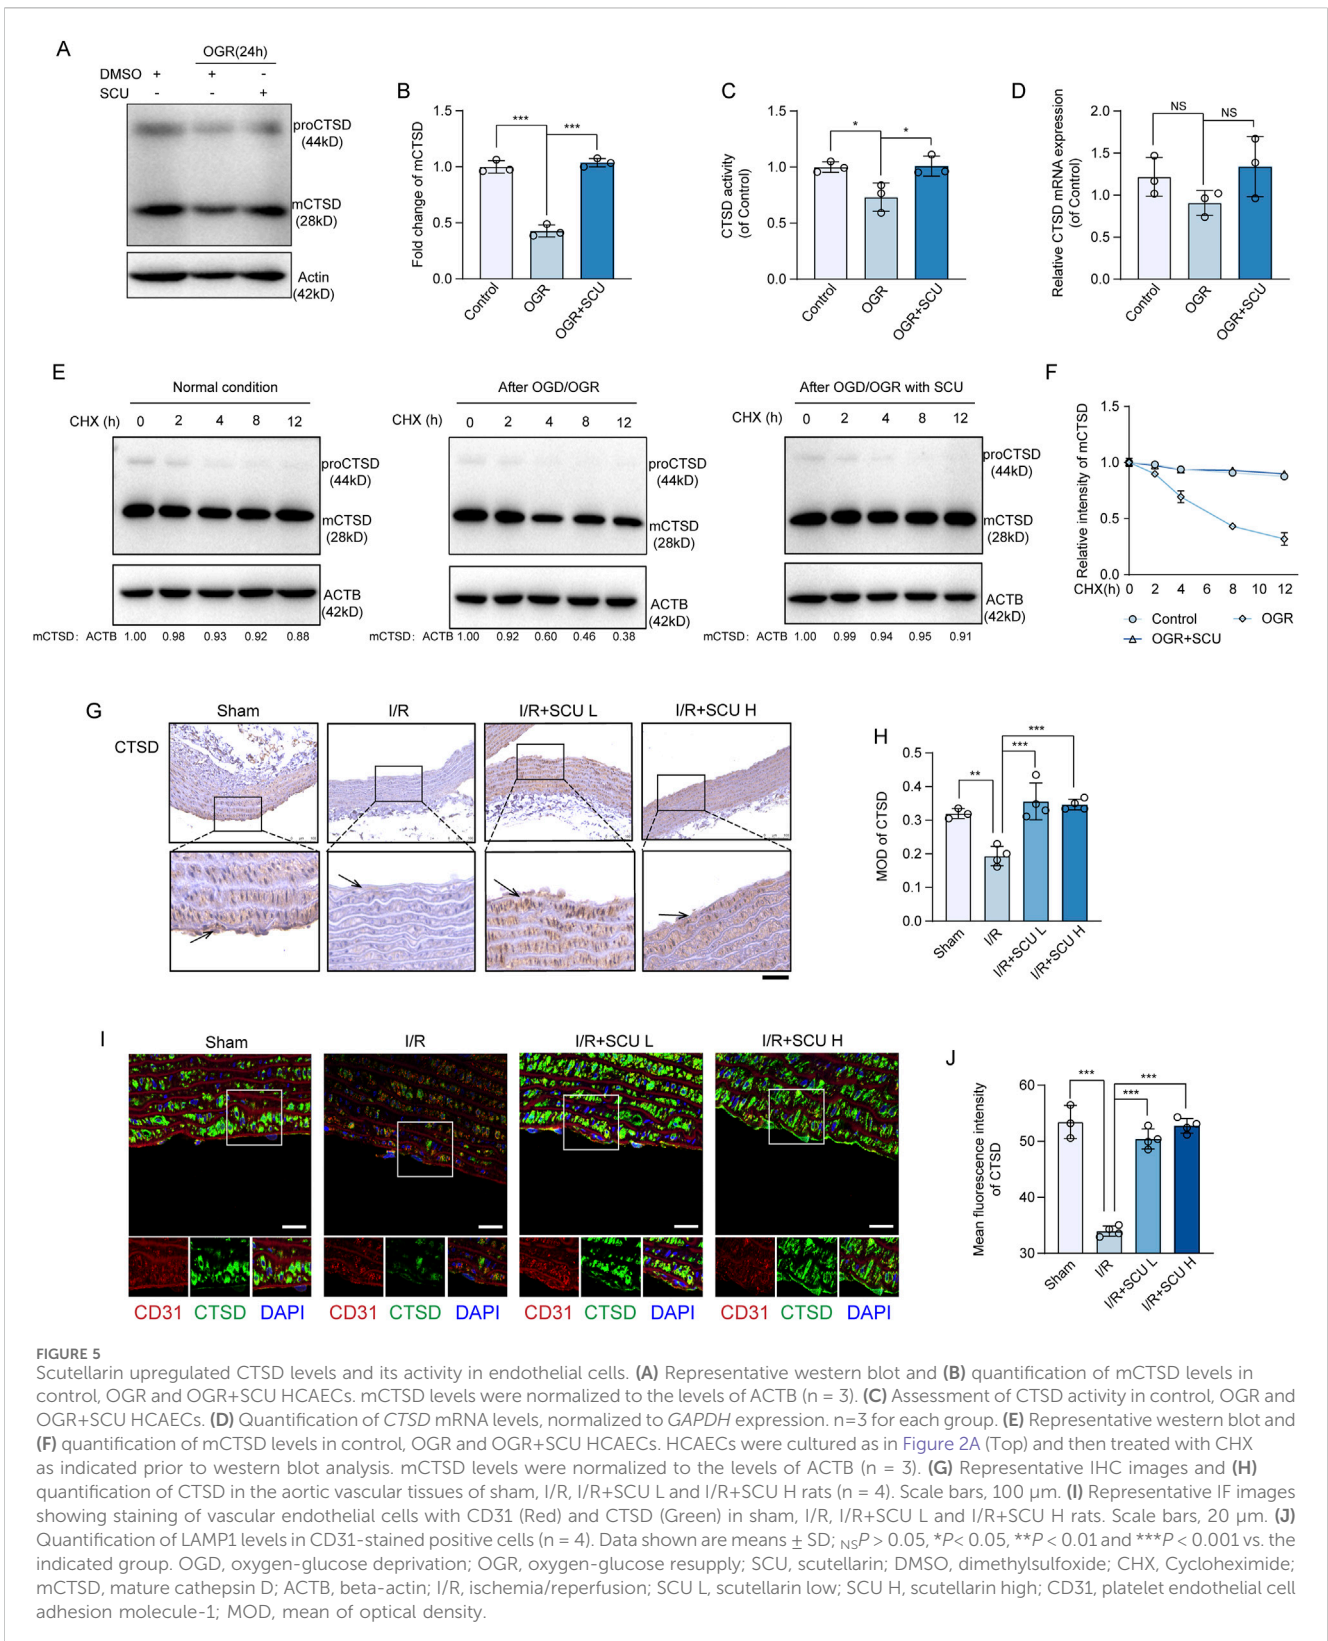 A
OGR(24h)
DMSO + + -
SCU - - +
proCTSD
(44kD)
mCTSD
(28kD)
Actin
(42kD)
B
Fold change of mCTSD
1.5
1.0
0.5
0.0
*** ***
Control
OGR
OGR+SCU
C
CTSD activity
(of Control)
1.5
1.0
0.5
0.0
* *
Control
OGR
OGR+SCU
D
Relative CTSD mRNA expression
(of Control)
2.0
1.5
1.0
0.5
0.0
NS NS
Control
OGR
OGR+SCU
E
Normal condition
CHX (h) 0 2 4 8 12
proCTSD
(44kD)
mCTSD
(28kD)
ACTB
(42kD)
mCTSD: ACTB 1.00 0.98 0.93 0.92 0.88
After OGD/OGR
CHX (h) 0 2 4 8 12
proCTSD
(44kD)
mCTSD
(28kD)
ACTB
(42kD)
mCTSD: ACTB 1.00 0.92 0.60 0.46 0.38
After OGD/OGR with SCU
CHX (h) 0 2 4 8 12
proCTSD
(44kD)
mCTSD
(28kD)
ACTB
(42kD)
mCTSD: ACTB 1.00 0.99 0.94 0.95 0.91
F
Relative intensity of mCTSD
1.5
1.0
0.5
0.0
CHX(h) 0 2 4 6 8 10 12
Control OGR
OGR+SCU
G
Sham I/R I/R+SCU L I/R+SCU H
CTSD
H
MOD of CTSD
0.5
0.4
0.3
0.2
0.1
0.0
** *** ***
Sham
I/R
I/R+SCU L
I/R+SCU H
I
Sham I/R I/R+SCU L I/R+SCU H
CD31 CTSD DAPI CD31 CTSD DAPI CD31 CTSD DAPI CD31 CTSD DAPI
J
Mean fluorescence intensity
of CTSD
60
50
40
30
*** *** ***
Sham
I/R
I/R+SCU L
I/R+SCU H
FIGURE 5
Scutellarin upregulated CTSD levels and its activity in endothelial cells. (A) Representative western blot and (B) quantification of mCTSD levels in
control, OGR and OGR+SCU HCAECs. mCTSD levels were normalized to the levels of ACTB (n = 3). (C) Assessment of CTSD activity in control, OGR and
OGR+SCU HCAECs. (D) Quantification of CTSD mRNA levels, normalized to GAPDH expression. n=3 for each group. (E) Representative western blot and
(F) quantification of mCTSD levels in control, OGR and OGR+SCU HCAECs. HCAECs were cultured as in Figure 2A (Top) and then treated with CHX
as indicated prior to western blot analysis. mCTSD levels were normalized to the levels of ACTB (n = 3). (G) Representative IHC images and (H)
quantification of CTSD in the aortic vascular tissues of sham, I/R, I/R+SCU L and I/R+SCU H rats (n = 4). Scale bars, 100 μm. (I) Representative IF images
showing staining of vascular endothelial cells with CD31 (Red) and CTSD (Green) in sham, I/R, I/R+SCU L and I/R+SCU H rats. Scale bars, 20 μm. (J)
Quantification of LAMP1 levels in CD31-stained positive cells (n = 4). Data shown are means ± SD; NSP > 0.05, *P< 0.05, **P < 0.01 and ***P < 0.001 vs. the
indicated group. OGD, oxygen-glucose deprivation; OGR, oxygen-glucose resupply; SCU, scutellarin; DMSO, dimethylsulfoxide; CHX, Cycloheximide;
mCTSD, mature cathepsin D; ACTB, beta-actin; I/R, ischemia/reperfusion; SCU L, scutellarin low; SCU H, scutellarin high; CD31, platelet endothelial cell
adhesion molecule-1; MOD, mean of optical density.